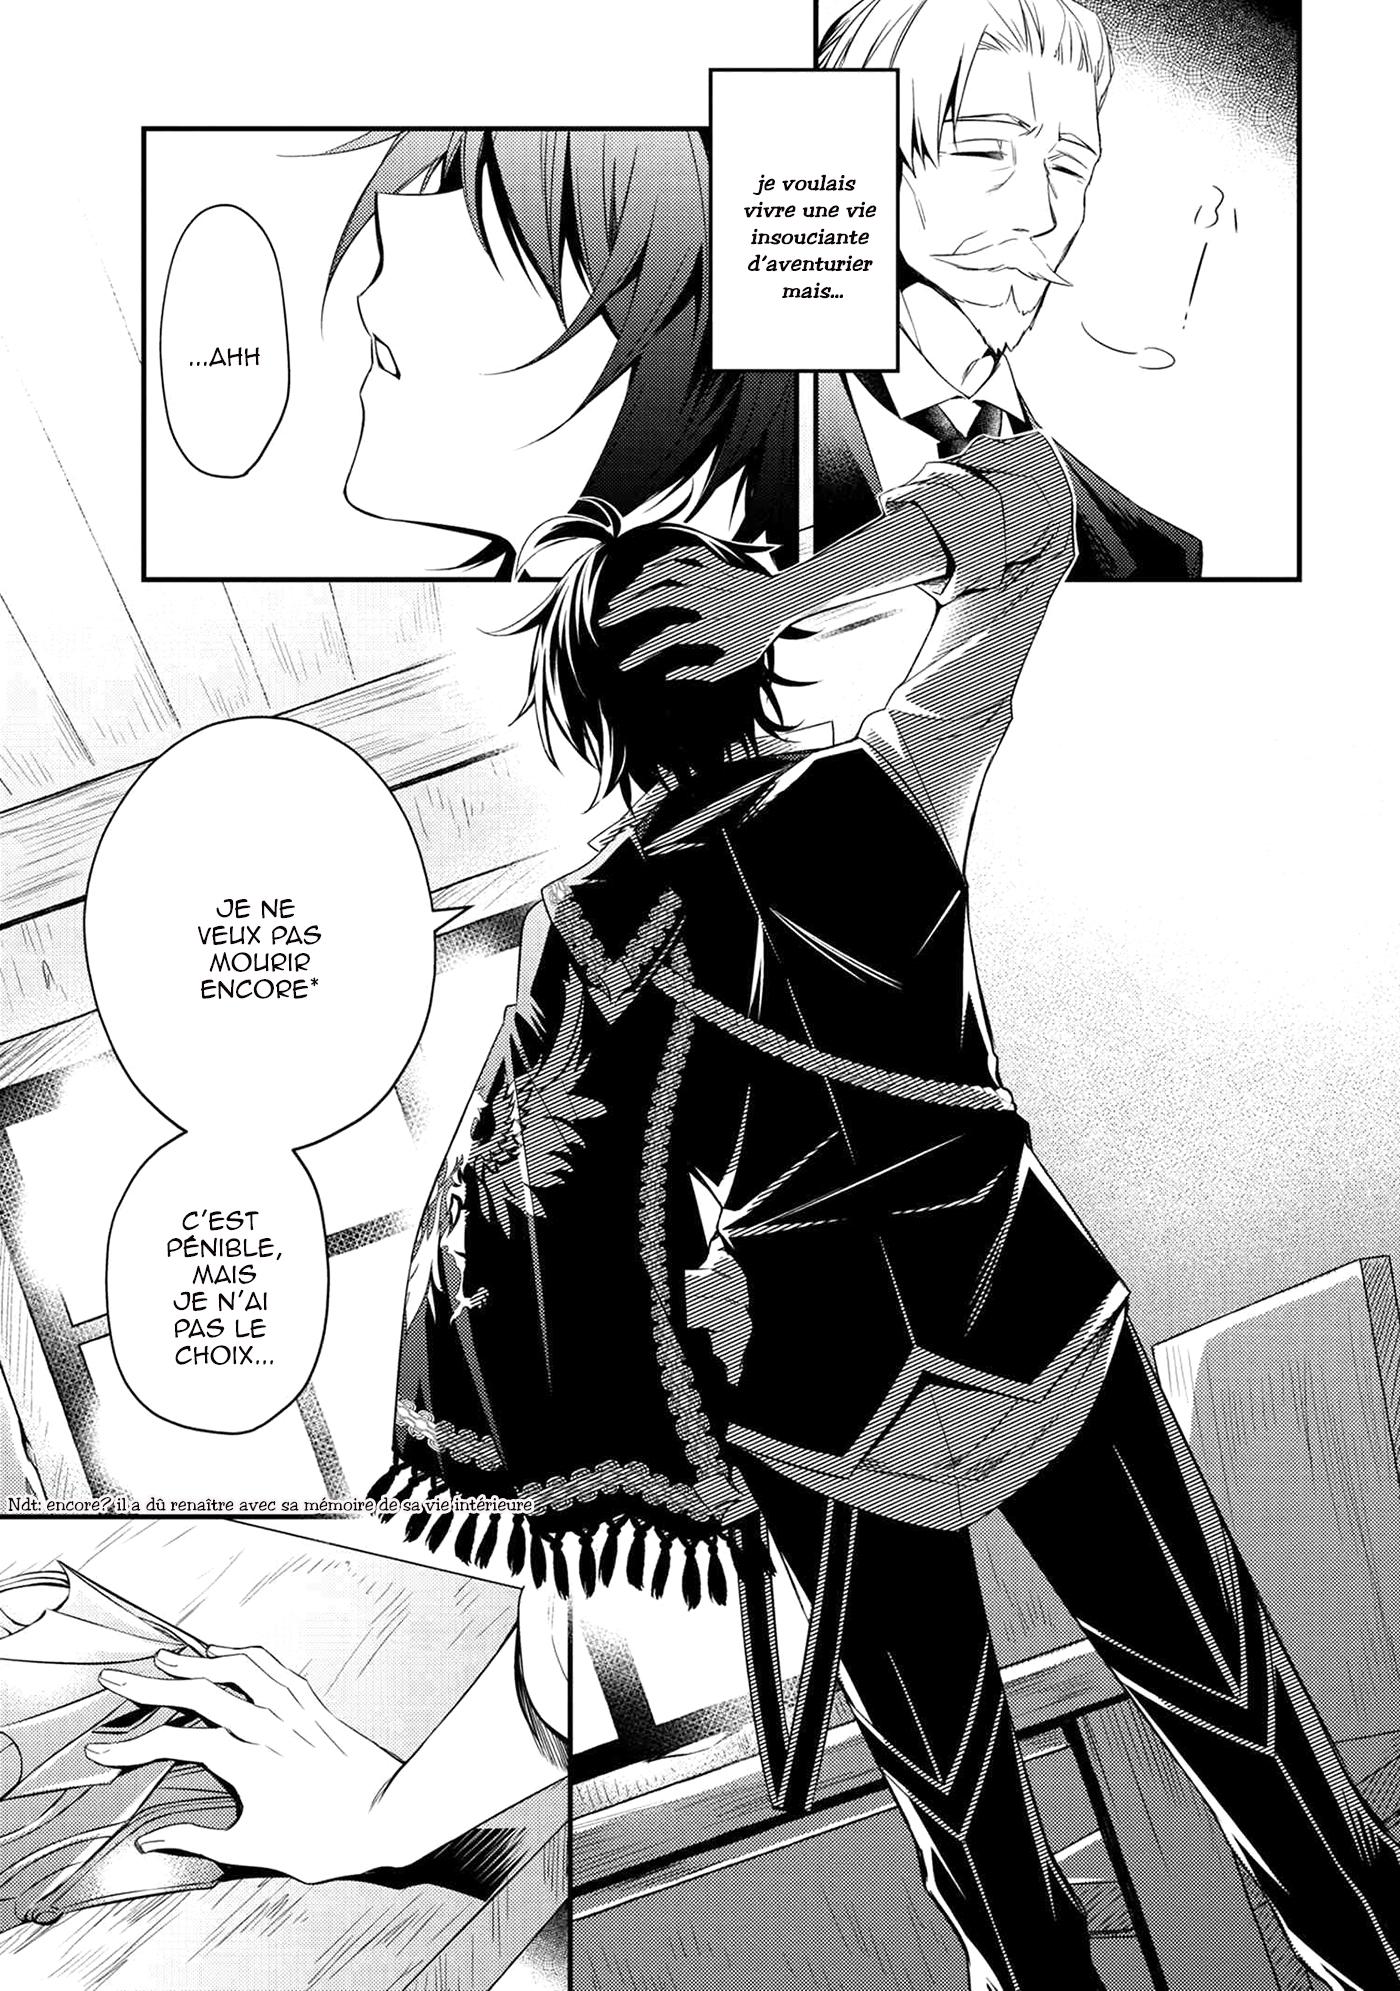 je voulais
vivre une vie
insouciante
d'aventurier
mais...
...AHH
JE NE
VEUX PAS
MOURIR
ENCORE*
C'EST
PÉNIBLE,
MAIS
JE N'AI
PAS LE
CHOIX...
Ndt: encore? il a dû renaître avec sa mémoire de sa vie intérieure